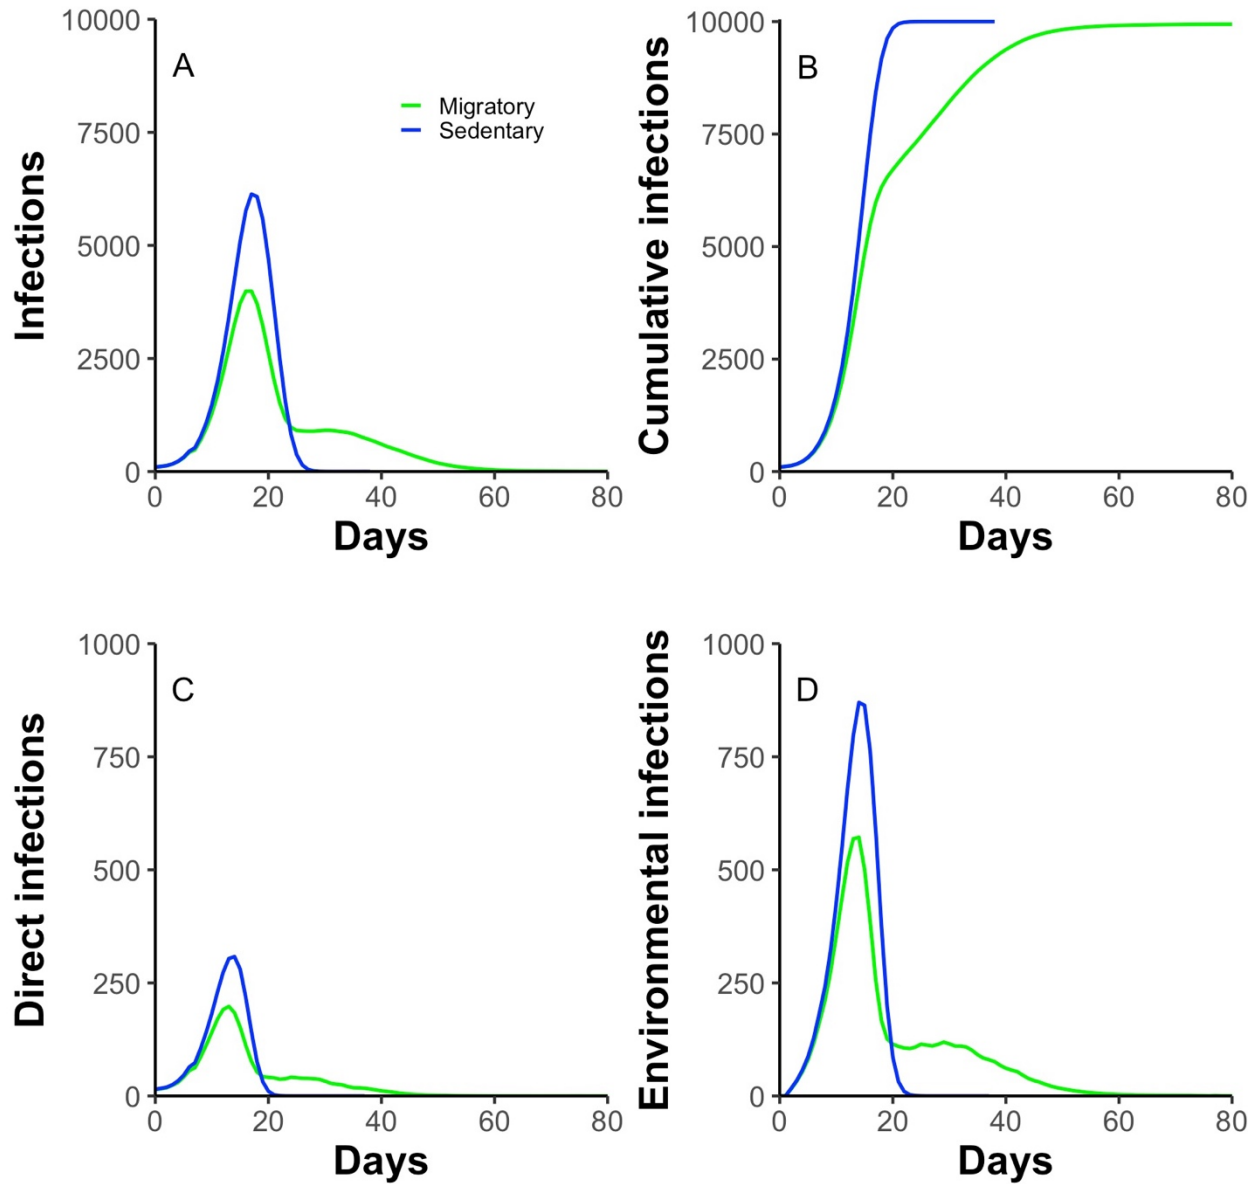 A
Migratory
Sedentary
Infections
10000
7500
5000
2500
0
0 20 40 60 80
Days
B
Cumulative infections
10000
7500
5000
2500
0
0 20 40 60 80
Days
C
Direct infections
1000
750
500
250
0
0 20 40 60 80
Days
D
Environmental infections
1000
750
500
250
0
0 20 40 60 80
Days